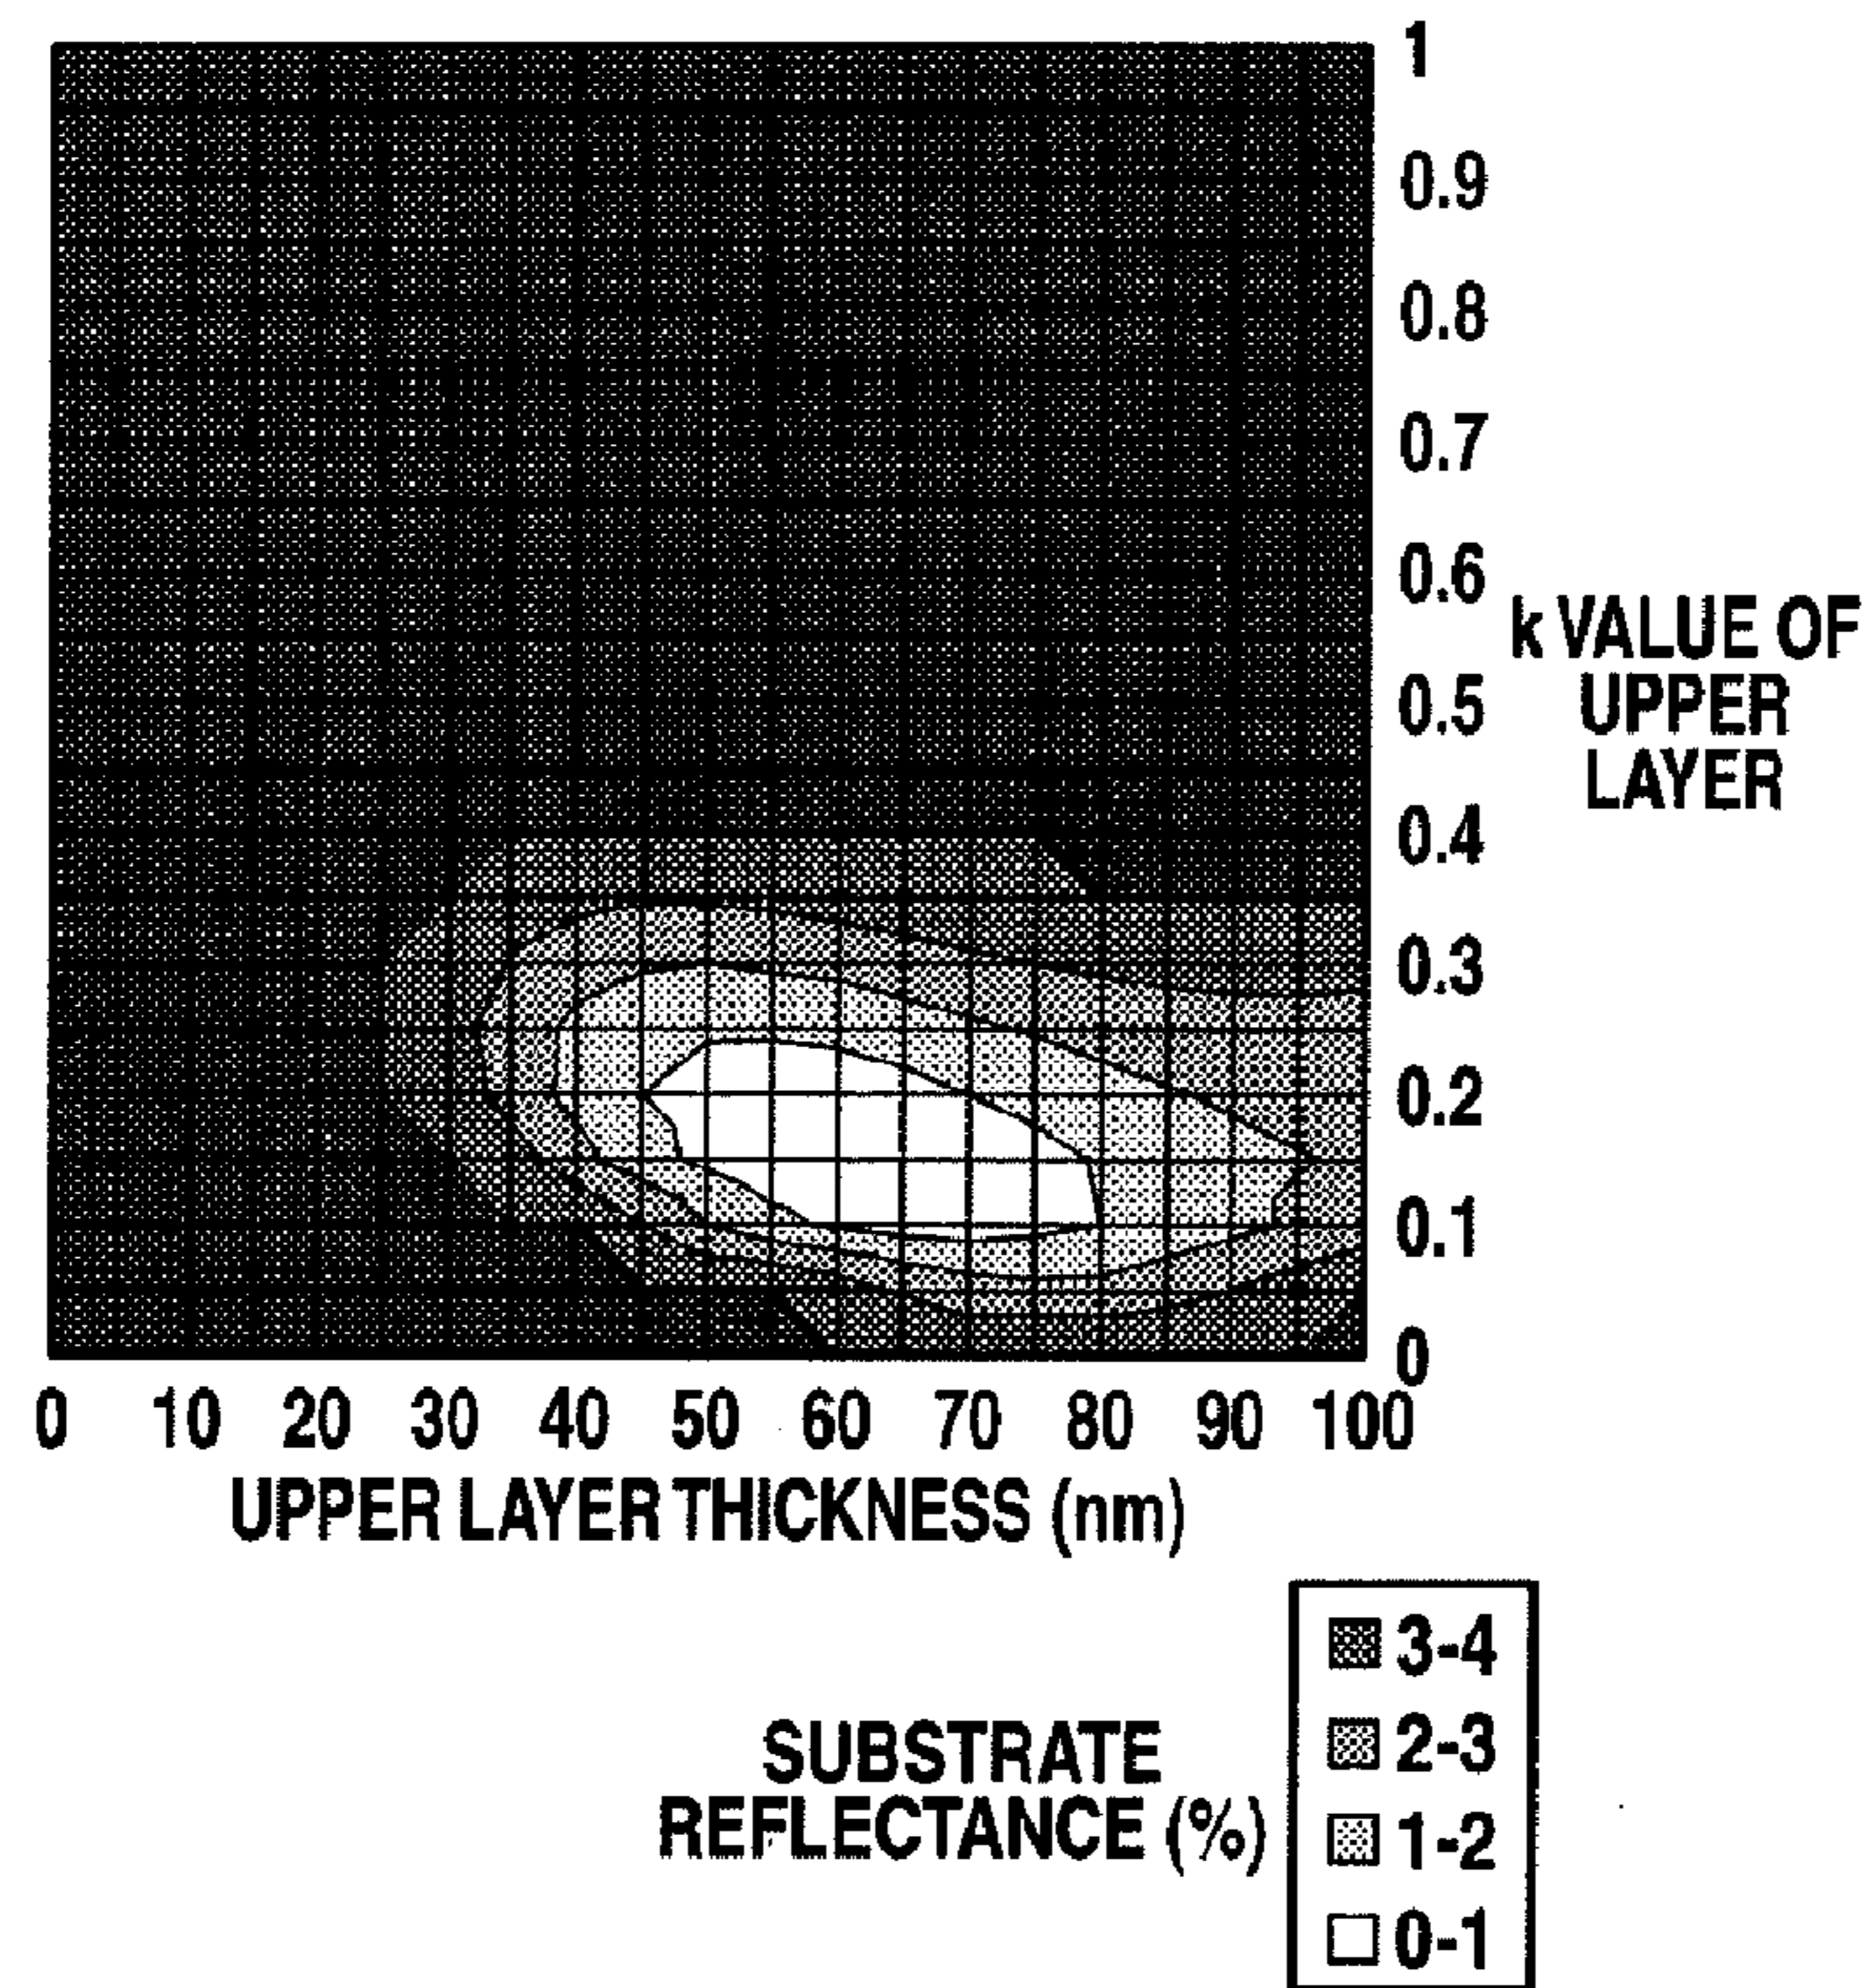 1
0.9
0.8
0.7
0.6
0.5
0.4
0.3
0.2
0.1
0
k VALUE OF
UPPER
LAYER
0 10 20 30 40 50 60 70 80 90 100
UPPER LAYER THICKNESS (nm)
SUBSTRATE
REFLECTANCE (%)
3-4
2-3
1-2
0-1